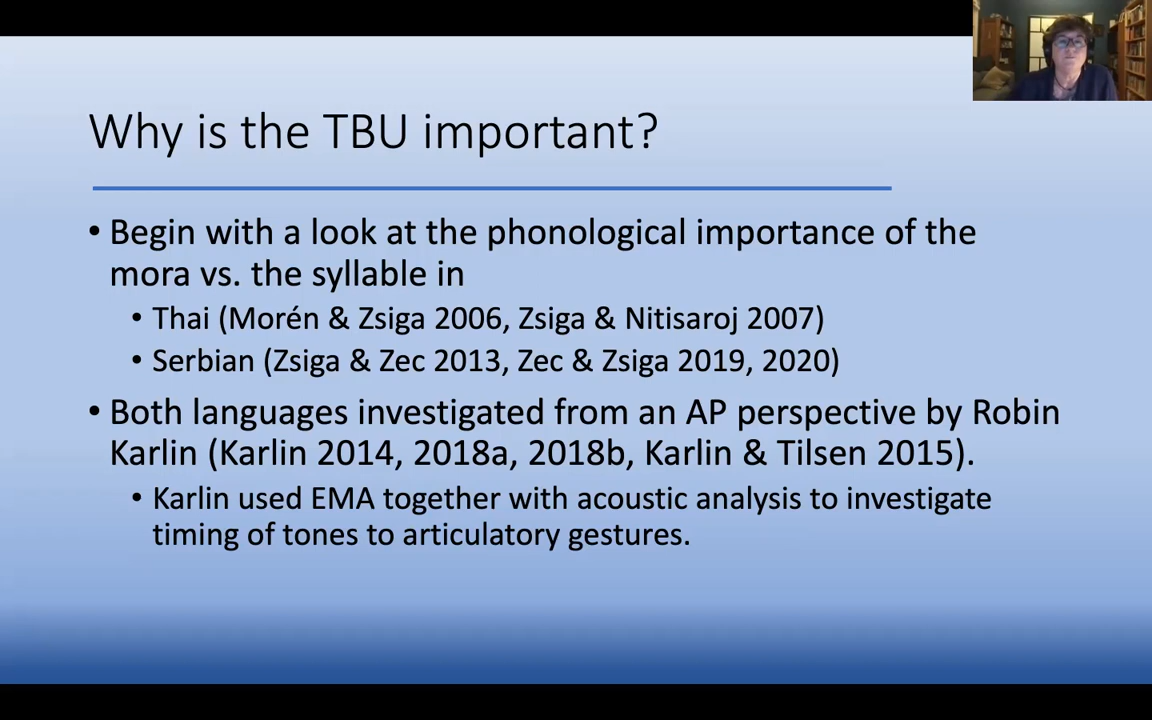 Why is the TBU important?
• Begin with a look at the phonological importance of the
mora vs. the syllable in
• Thai (Morén & Zsiga 2006, Zsiga & Nitisaroj 2007)
• Serbian (Zsiga & Zec 2013, Zec & Zsiga 2019, 2020)
• Both languages investigated from an AP perspective by Robin
Karlin (Karlin 2014, 2018a, 2018b, Karlin & Tilsen 2015).
• Karlin used EMA together with acoustic analysis to investigate
timing of tones to articulatory gestures.